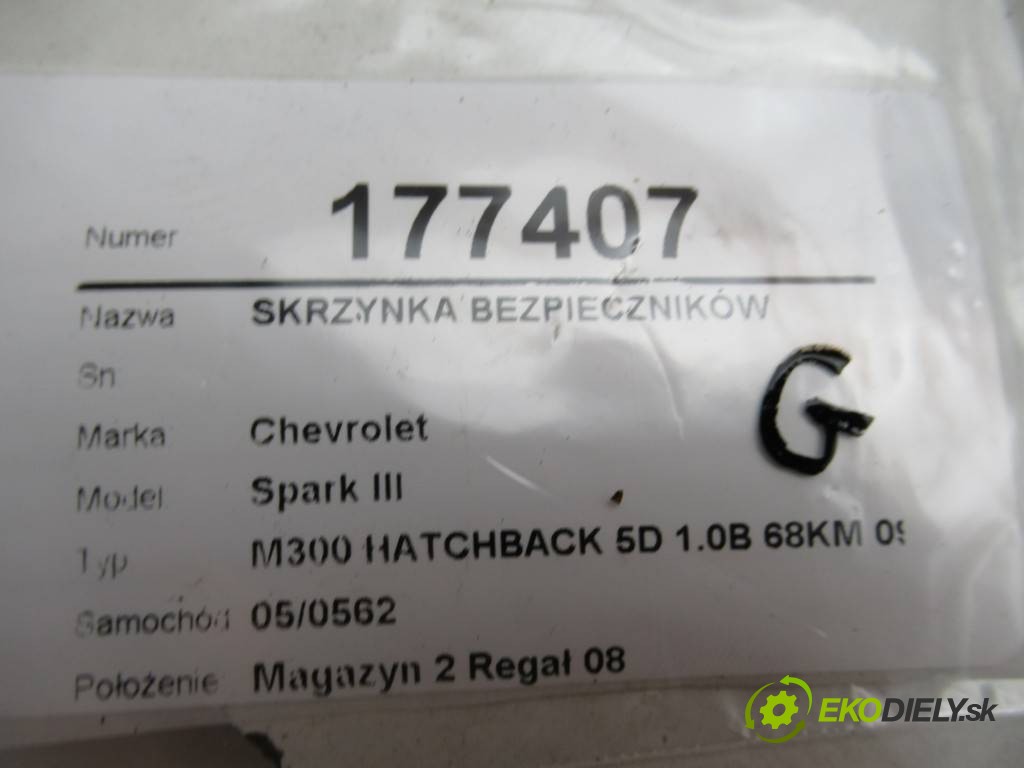 Numer 177407
Nazwa SKRZYNKA BEZPIECZNIKÓW
Sn
G
Marka Chevrolet
Model Spark III
Typ M300 HATCHBACK 5D 1.0B 68KM 09
Samochód 05/0562
Położenie Magazyn 2 Regał 08
EKODIELY.sk